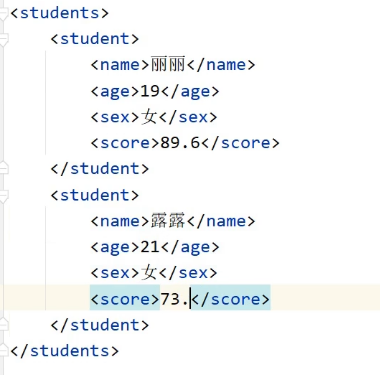 <students>
<student>
<name>丽丽</name>
<age>19</age>
<sex>女</sex>
<score>89.6</score>
</student>
<student>
<name>露露</name>
<age>21</age>
<sex>女</sex>
<score>73.</score>
</student>
</students>